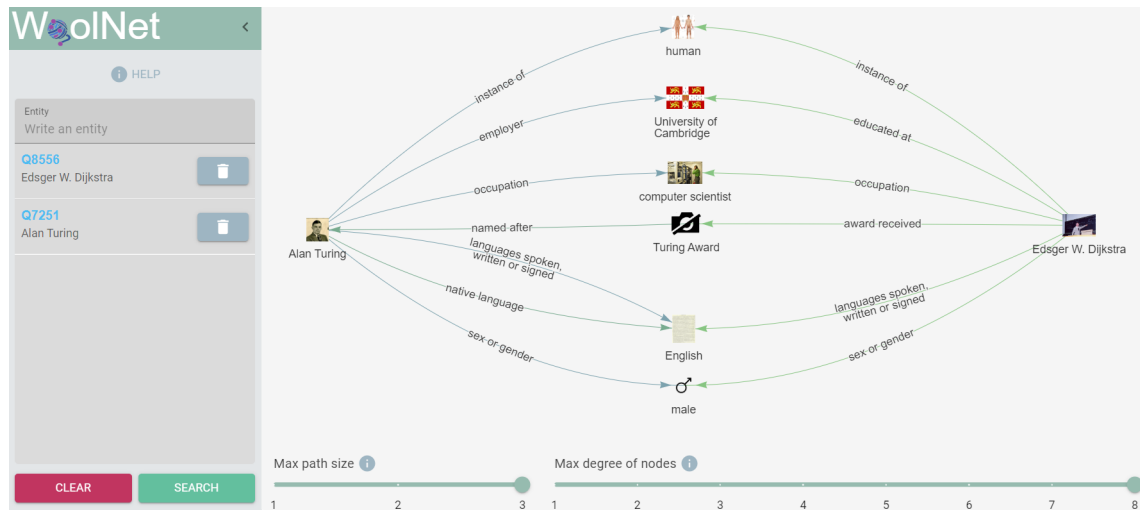 WoolNet
HELP
Entity
Write an entity
Q8556
Edsger W. Dijkstra
Q7251
Alan Turing
CLEAR
SEARCH
human
instance of
instance of
University of
Cambridge
employer
educated at
computer scientist
occupation
occupation
Turing Award
named after
award received
Alan Turing
Edsger W. Dijkstra
languages spoken,
written or signed
languages spoken,
written or signed
native language
English
sex or gender
sex or gender
male
Max path size
1 2 3
Max degree of nodes
1 2 3 4 5 6 7 8